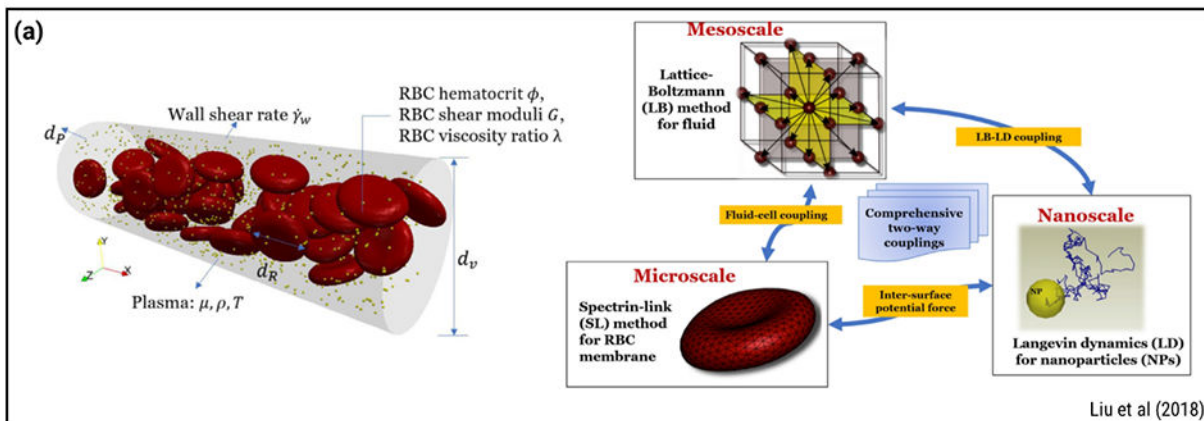 (a)
Wall shear rate γ̇w
RBC hematocrit ϕ,
RBC shear moduli G,
RBC viscosity ratio λ
dP
dR
dv
Y
Z
X
Plasma: μ, ρ, T
Mesoscale
Lattice-
Boltzmann
(LB) method
for fluid
LB-LD coupling
Fluid-cell coupling
Comprehensive
two-way
couplings
Nanoscale
NP
Langevin dynamics (LD)
for nanoparticles (NPs)
Microscale
Spectrin-link
(SL) method
for RBC
membrane
Inter-surface
potential force
Liu et al (2018)